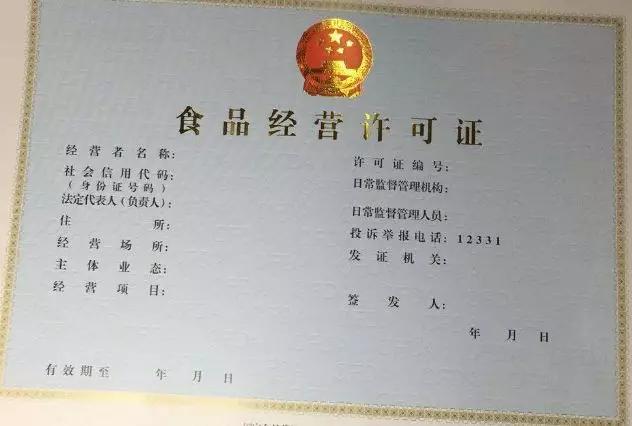 食品经营许可证
经营者名称：
社会信用代码：
（身份证号码）
法定代表人（负责人）：
住所：
经营场所：
主体业态：
经营项目：
有效期至 年 月 日
许可证编号：
日常监督管理机构：
日常监督管理人员：
投诉举报电话：12331
发证机关：
签发人：
年 月 日